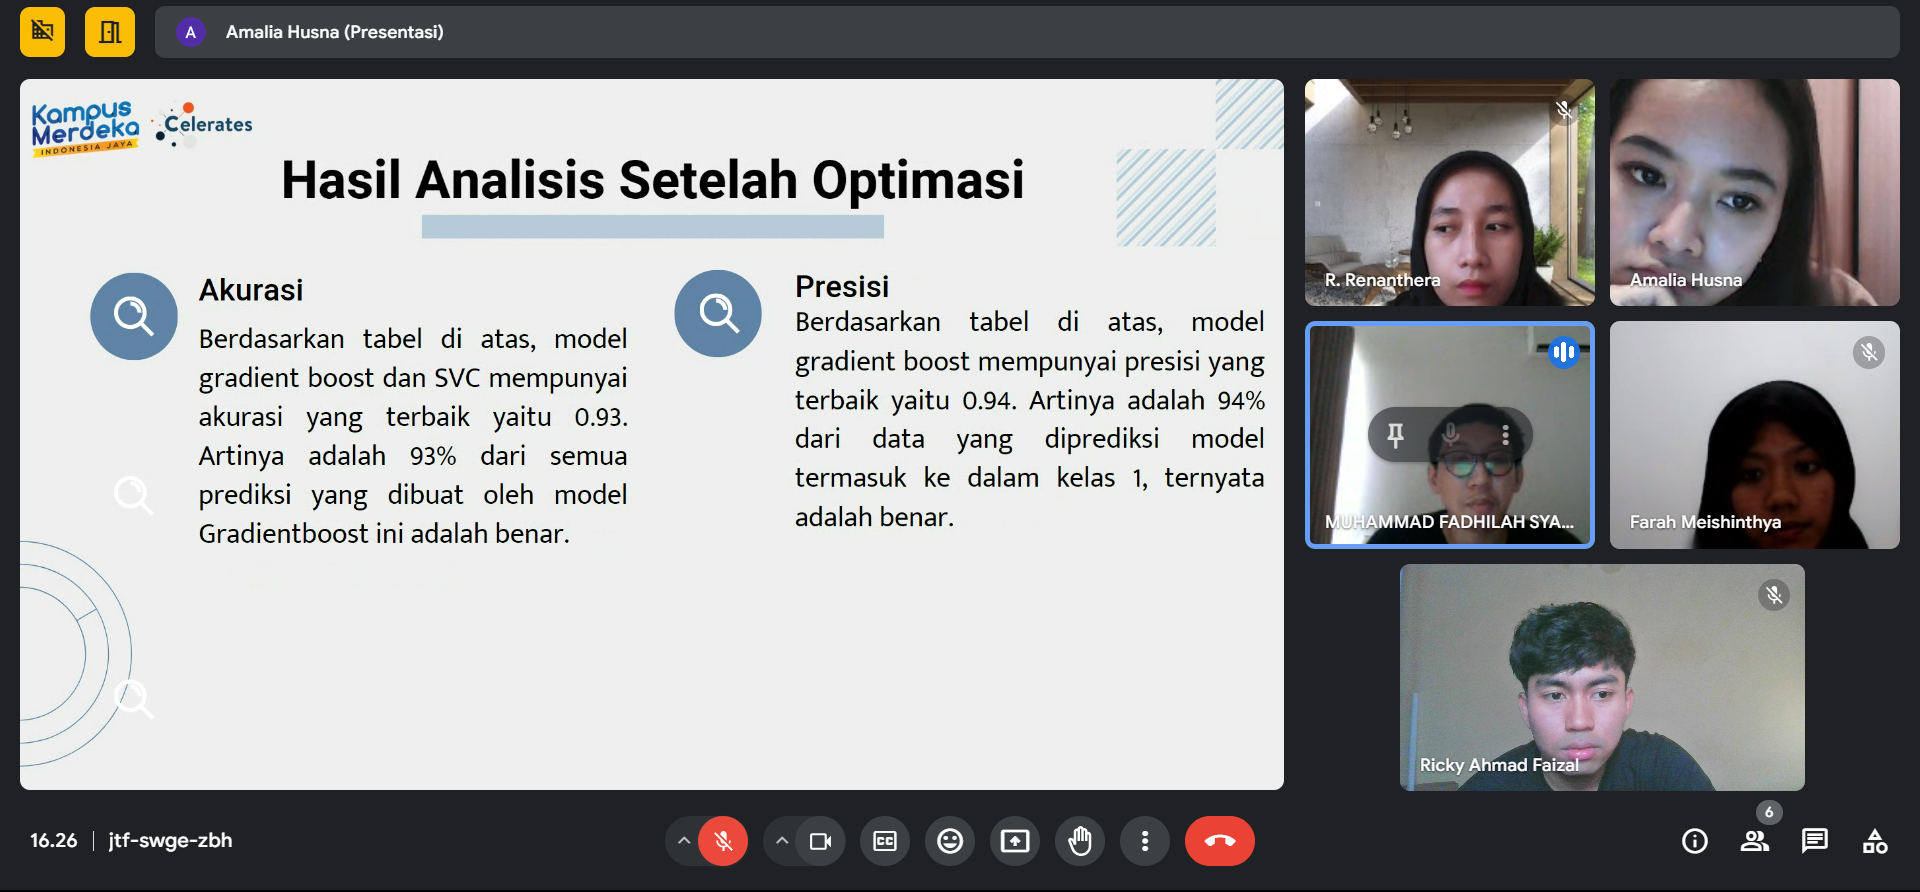 A Amalia Husna (Presentasi)
Kampus
Merdeka
INDONESIA JAYA
Celerates
Hasil Analisis Setelah Optimasi
Akurasi
Berdasarkan tabel di atas, model
gradient boost dan SVC mempunyai
akurasi yang terbaik yaitu 0.93.
Artinya adalah 93% dari semua
prediksi yang dibuat oleh model
Gradientboost ini adalah benar.
Presisi
Berdasarkan tabel di atas, model
gradient boost mempunyai presisi yang
terbaik yaitu 0.94. Artinya adalah 94%
dari data yang diprediksi model
termasuk ke dalam kelas 1, ternyata
adalah benar.
R. Renanthera
Amalia Husna
MUHAMMAD FADHILAH SYA...
Farah Meishinthya
Ricky Ahmad Faizal
16.26 | jtf-swge-zbh
CC
6